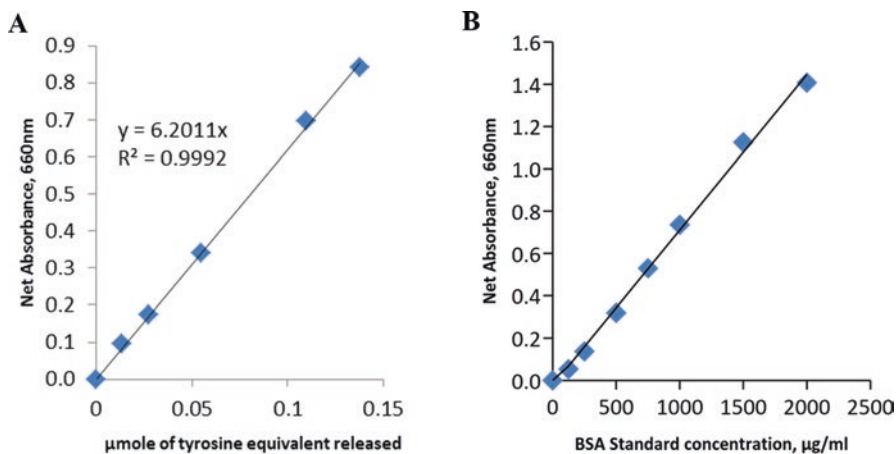 A
Net Absorbance, 660nm
0.9
0.8
0.7
0.6
0.5
0.4
0.3
0.2
0.1
0.0
y = 6.2011x
R² = 0.9992
0 0.05 0.1 0.15
μmole of tyrosine equivalent released
B
Net Absorbance, 660nm
1.6
1.4
1.2
1.0
0.8
0.6
0.4
0.2
0.0
0 500 1000 1500 2000 2500
BSA Standard concentration, μg/ml